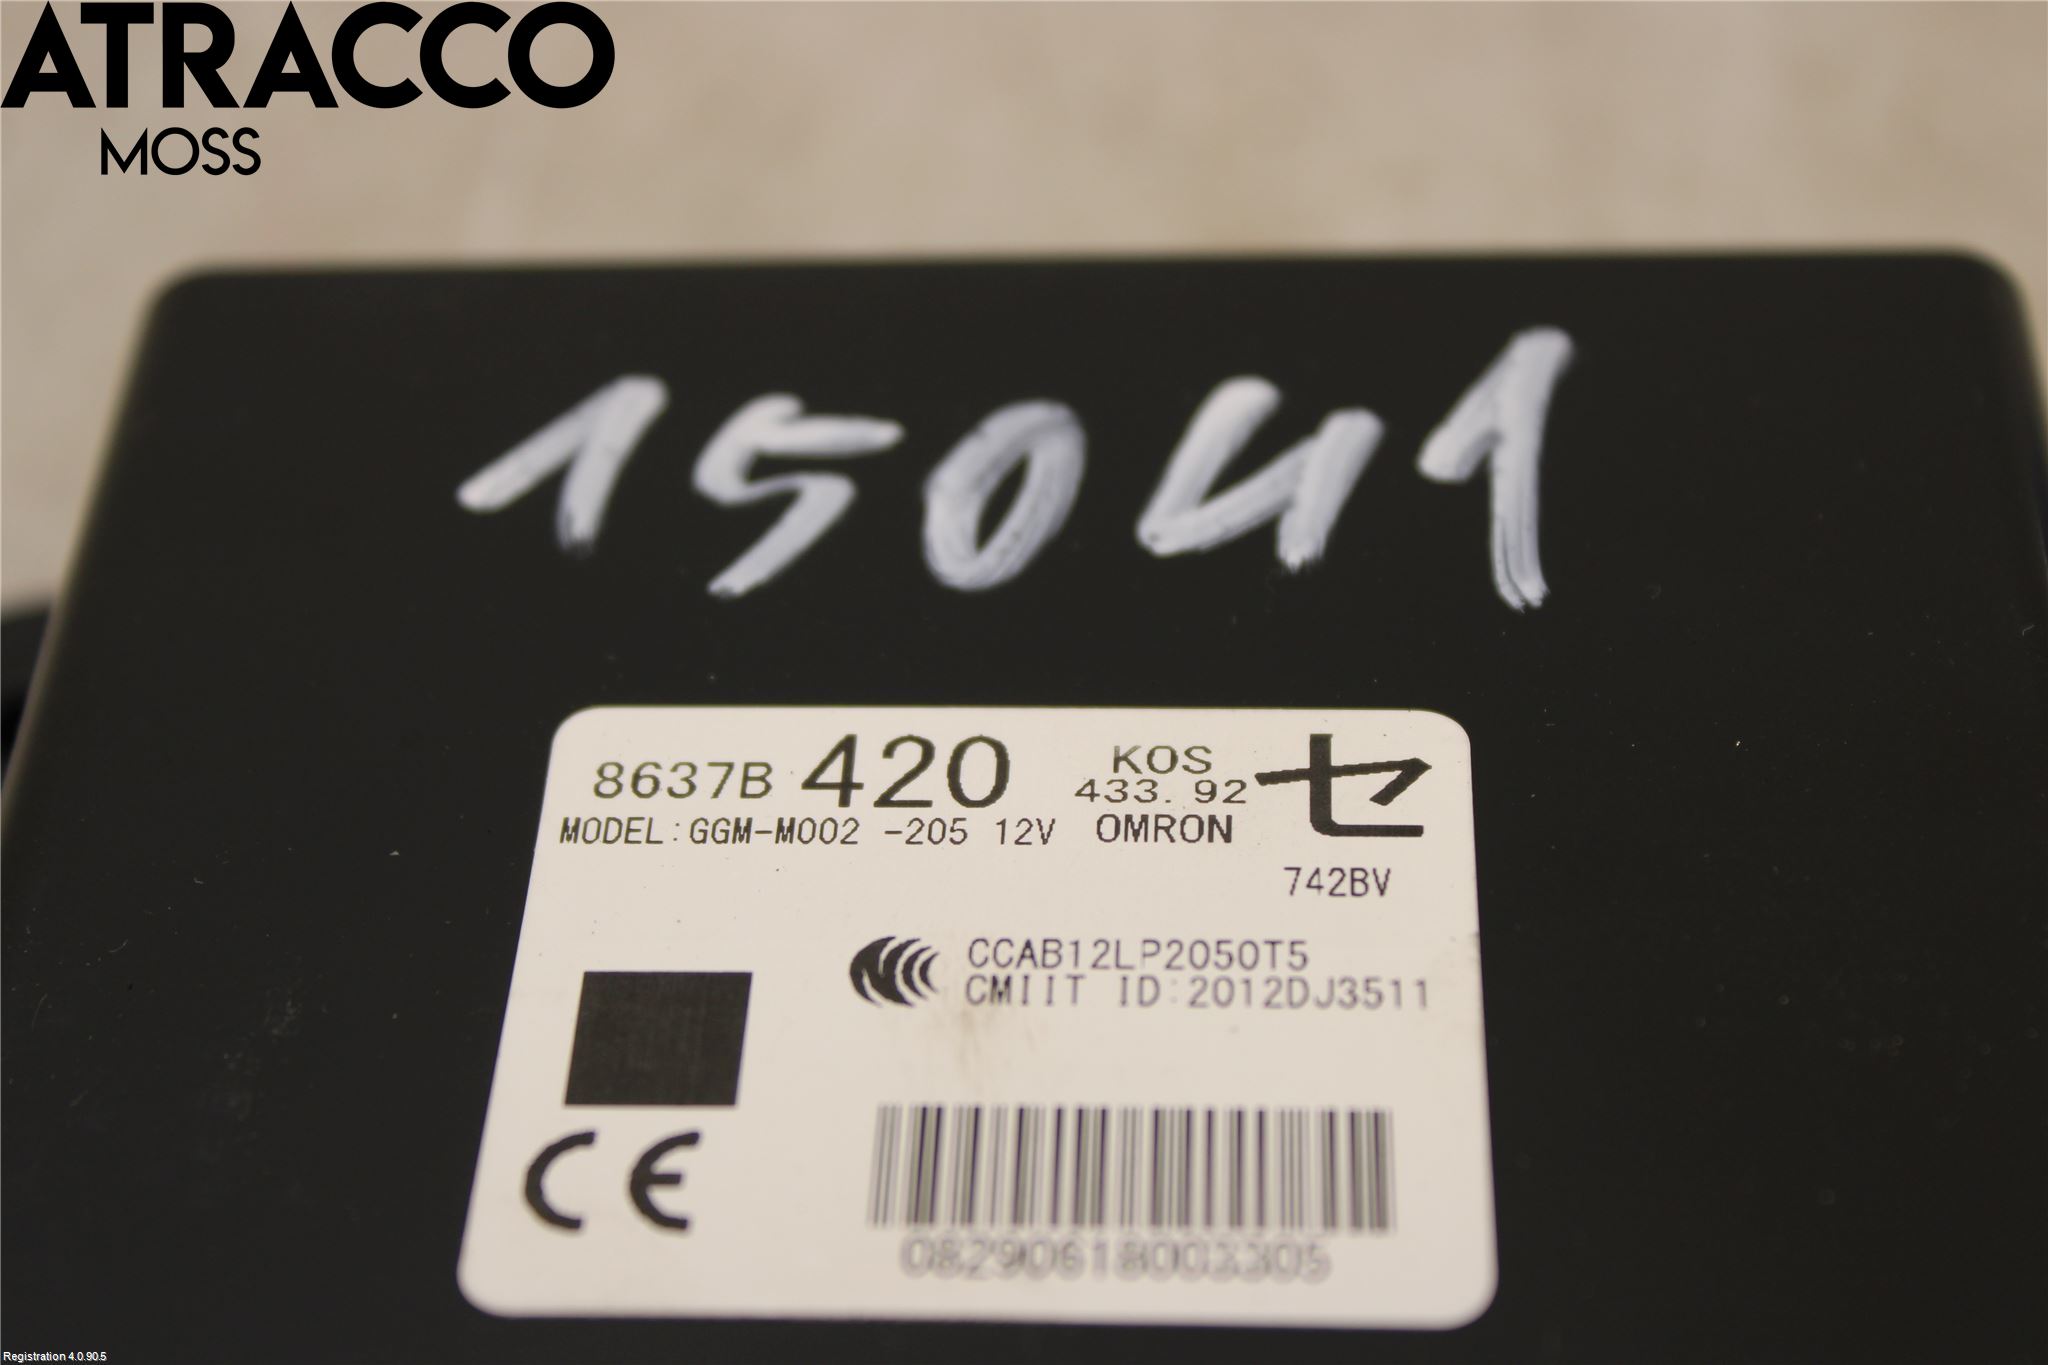 ATRACCO
MOSS
15041
8637B 420 KOS 433.92 セ
MODEL:GGM-M002 -205 12V OMRON
742BV
CCAB12LP2050T5
CMIIT ID:2012DJ3511
CE
Registration 4.0.90.5